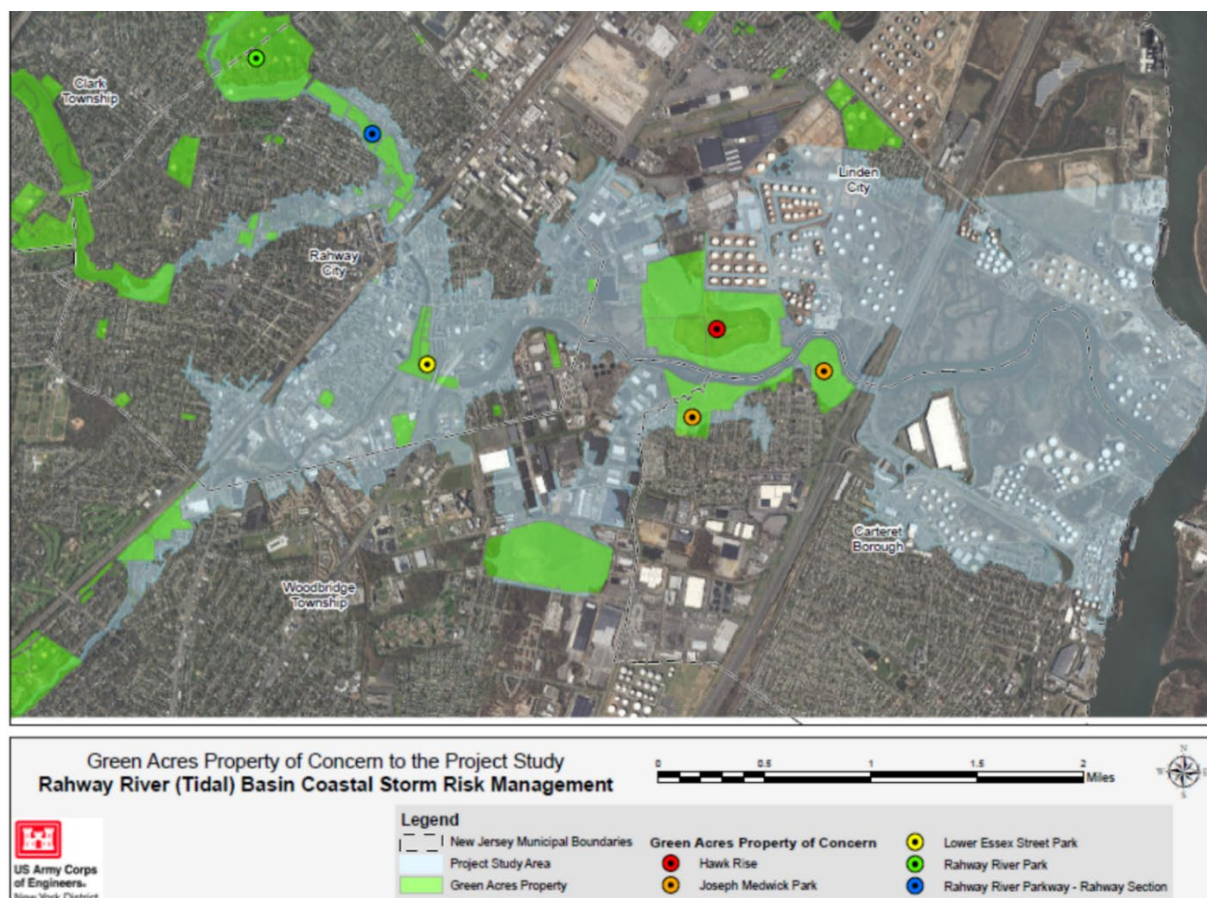 Clark
Township
Linden
City
Rahway
City
Carteret
Borough
Woodbridge
Township
Green Acres Property of Concern to the Project Study
Rahway River (Tidal) Basin Coastal Storm Risk Management
0 0.5 1 2
Miles
N
W E
S
Legend
New Jersey Municipal Boundaries
Project Study Area
Green Acres Property
Green Acres Property of Concern
Hawk Rise
Joseph Medwick Park
Lower Essex Street Park
Rahway River Park
Rahway River Parkway - Rahway Section
US Army Corps
of Engineers®
New York District